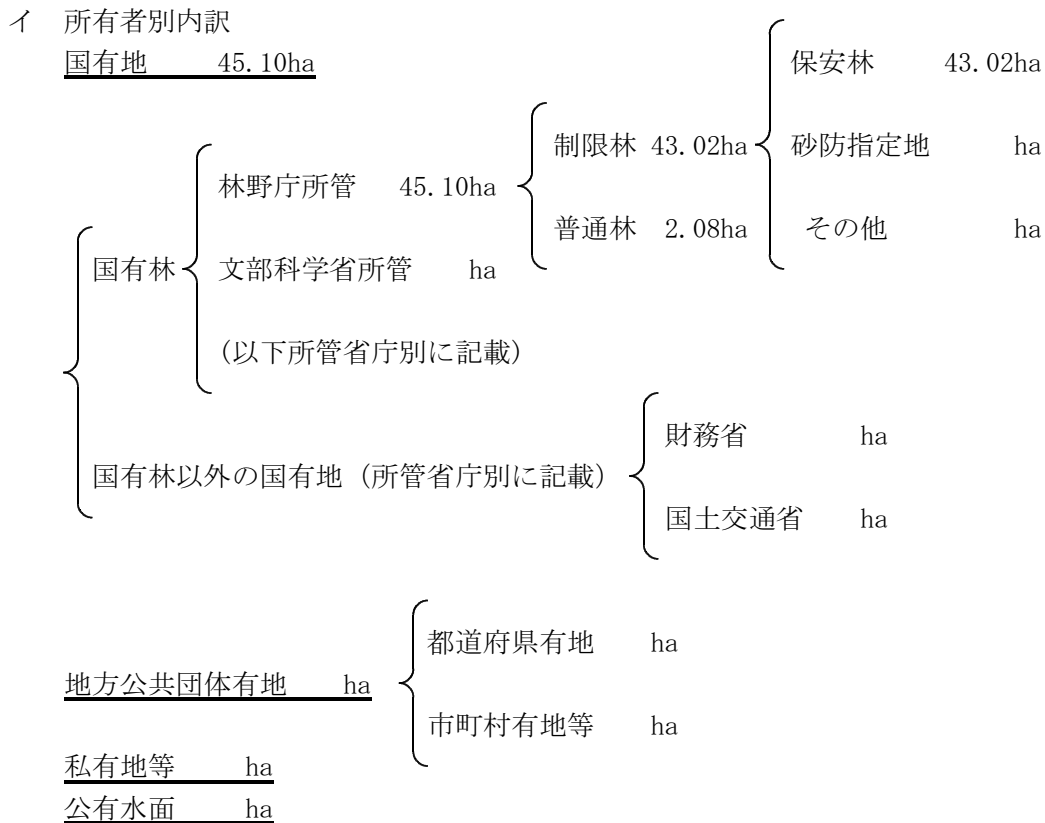 イ 所有者別内訳
国有地 45.10ha
保安林 43.02ha
制限林 43.02ha
砂防指定地 ha
林野庁所管 45.10ha
普通林 2.08ha
その他 ha
国有林
文部科学省所管 ha
(以下所管省庁別に記載)
財務省 ha
国有林以外の国有地 (所管省庁別に記載)
国土交通省 ha
都道府県有地 ha
地方公共団体有地 ha
市町村有地等 ha
私有地等 ha
公有水面 ha